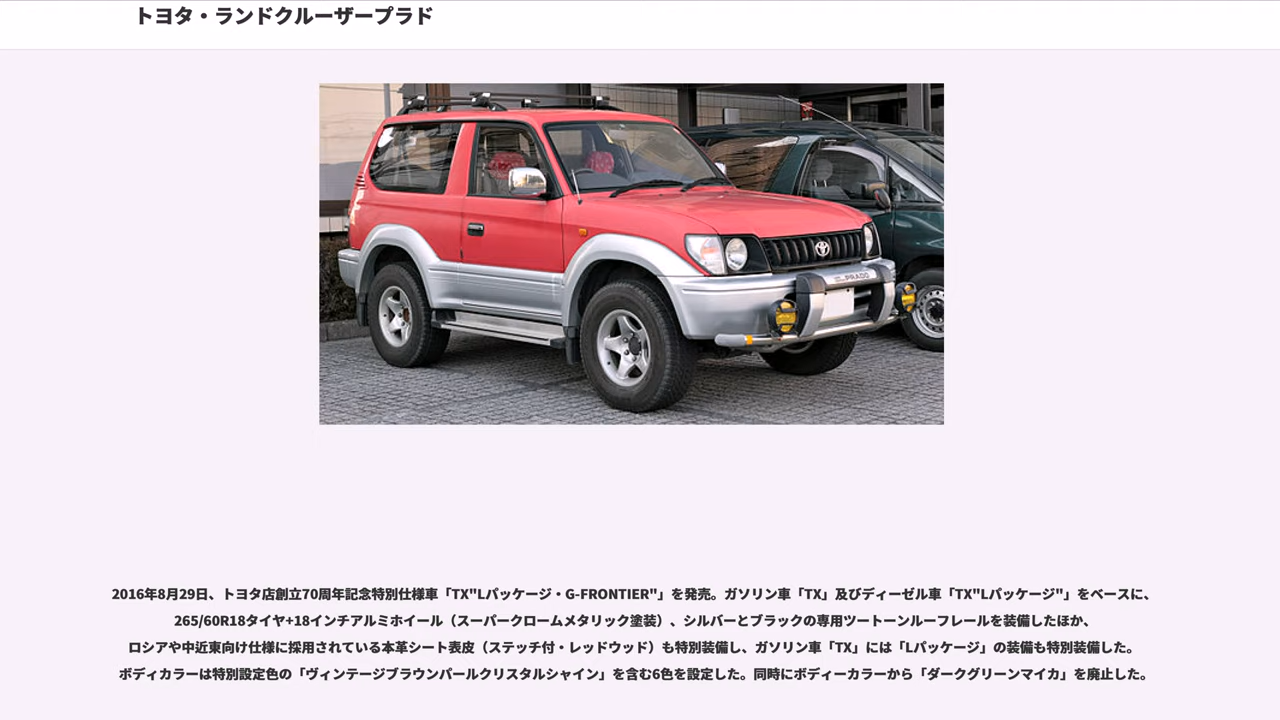 トヨタ・ランドクルーザープラド
PRADO
2016年8月29日、トヨタ店創立70周年記念特別仕様車「TX"Lパッケージ・G-FRONTIER"」を発売。ガソリン車「TX」及びディーゼル車「TX"Lパッケージ"」をベースに、
265/60R18タイヤ+18インチアルミホイール（スーパークロームメタリック塗装）、シルバーとブラックの専用ツートーンルーフレールを装備したほか、
ロシアや中近東向け仕様に採用されている本革シート表皮（ステッチ付・レッドウッド）も特別装備し、ガソリン車「TX」には「Lパッケージ」の装備も特別装備した。
ボディカラーは特別設定色の「ヴィンテージブラウンパールクリスタルシャイン」を含む6色を設定した。同時にボディーカラーから「ダークグリーンマイカ」を廃止した。